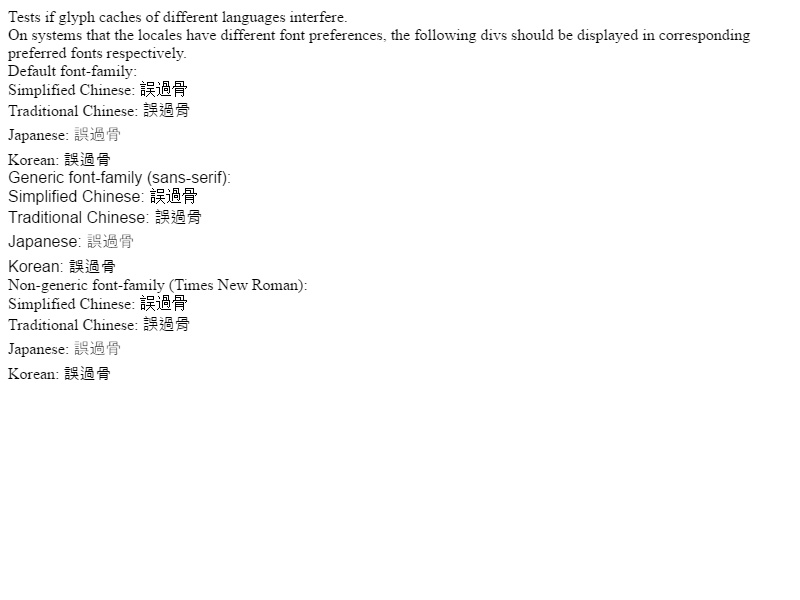 Tests if glyph caches of different languages interfere.
On systems that the locales have different font preferences, the following divs should be displayed in corresponding
preferred fonts respectively.
Default font-family:
Simplified Chinese: 誤過骨
Traditional Chinese: 誤過骨
Japanese: 誤過骨
Korean: 誤過骨
Generic font-family (sans-serif):
Simplified Chinese: 誤過骨
Traditional Chinese: 誤過骨
Japanese: 誤過骨
Korean: 誤過骨
Non-generic font-family (Times New Roman):
Simplified Chinese: 誤過骨
Traditional Chinese: 誤過骨
Japanese: 誤過骨
Korean: 誤過骨